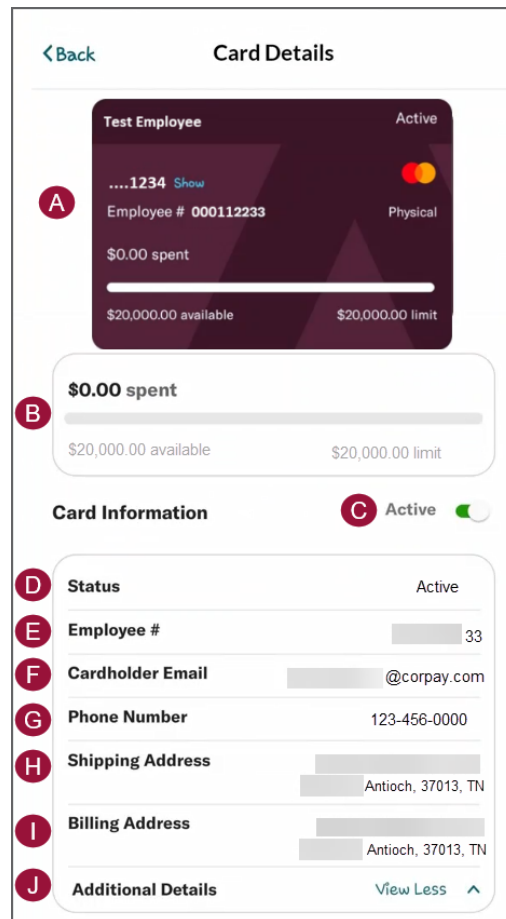 Back Card Details
Test Employee Active
....1234 Show
A
Employee # 000112233 Physical
$0.00 spent
$20,000.00 available $20,000.00 limit
$0.00 spent
B
$20,000.00 available $20,000.00 limit
Card Information C Active
D Status Active
E Employee # 33
F Cardholder Email @corpay.com
G Phone Number 123-456-0000
H Shipping Address
Antioch, 37013, TN
I Billing Address
Antioch, 37013, TN
J Additional Details View Less